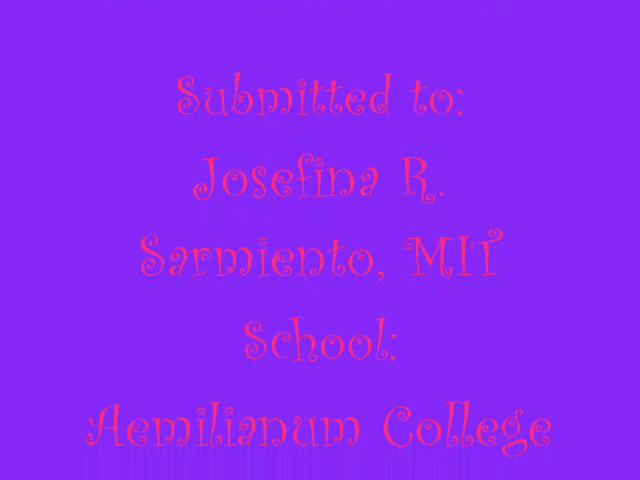 Submitted to:
Josefina R.
Sarmiento, MIT
School:
Aemilianum College